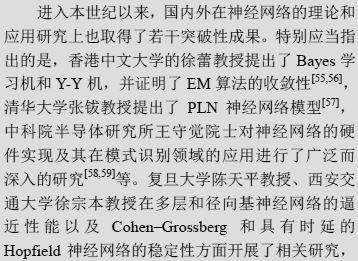 进入本世纪以来，国内外在神经网络的理论和
应用研究上也取得了若干突破性成果。特别应当指
出的是，香港中文大学的徐蕾教授提出了 Bayes 学
习机和 Y-Y 机，并证明了 EM 算法的收敛性[55,56]，
清华大学张钹教授提出了 PLN 神经网络模型[57]，
中科院半导体研究所王守觉院士对神经网络的硬
件实现及其在模式识别领域的应用进行了广泛而
深入的研究[58,59]等。复旦大学陈天平教授、西安交
通大学徐宗本教授在多层和径向基神经网络的逼
近性能以及 Cohen–Grossberg 和具有时延的
Hopfield 神经网络的稳定性方面开展了相关研究，